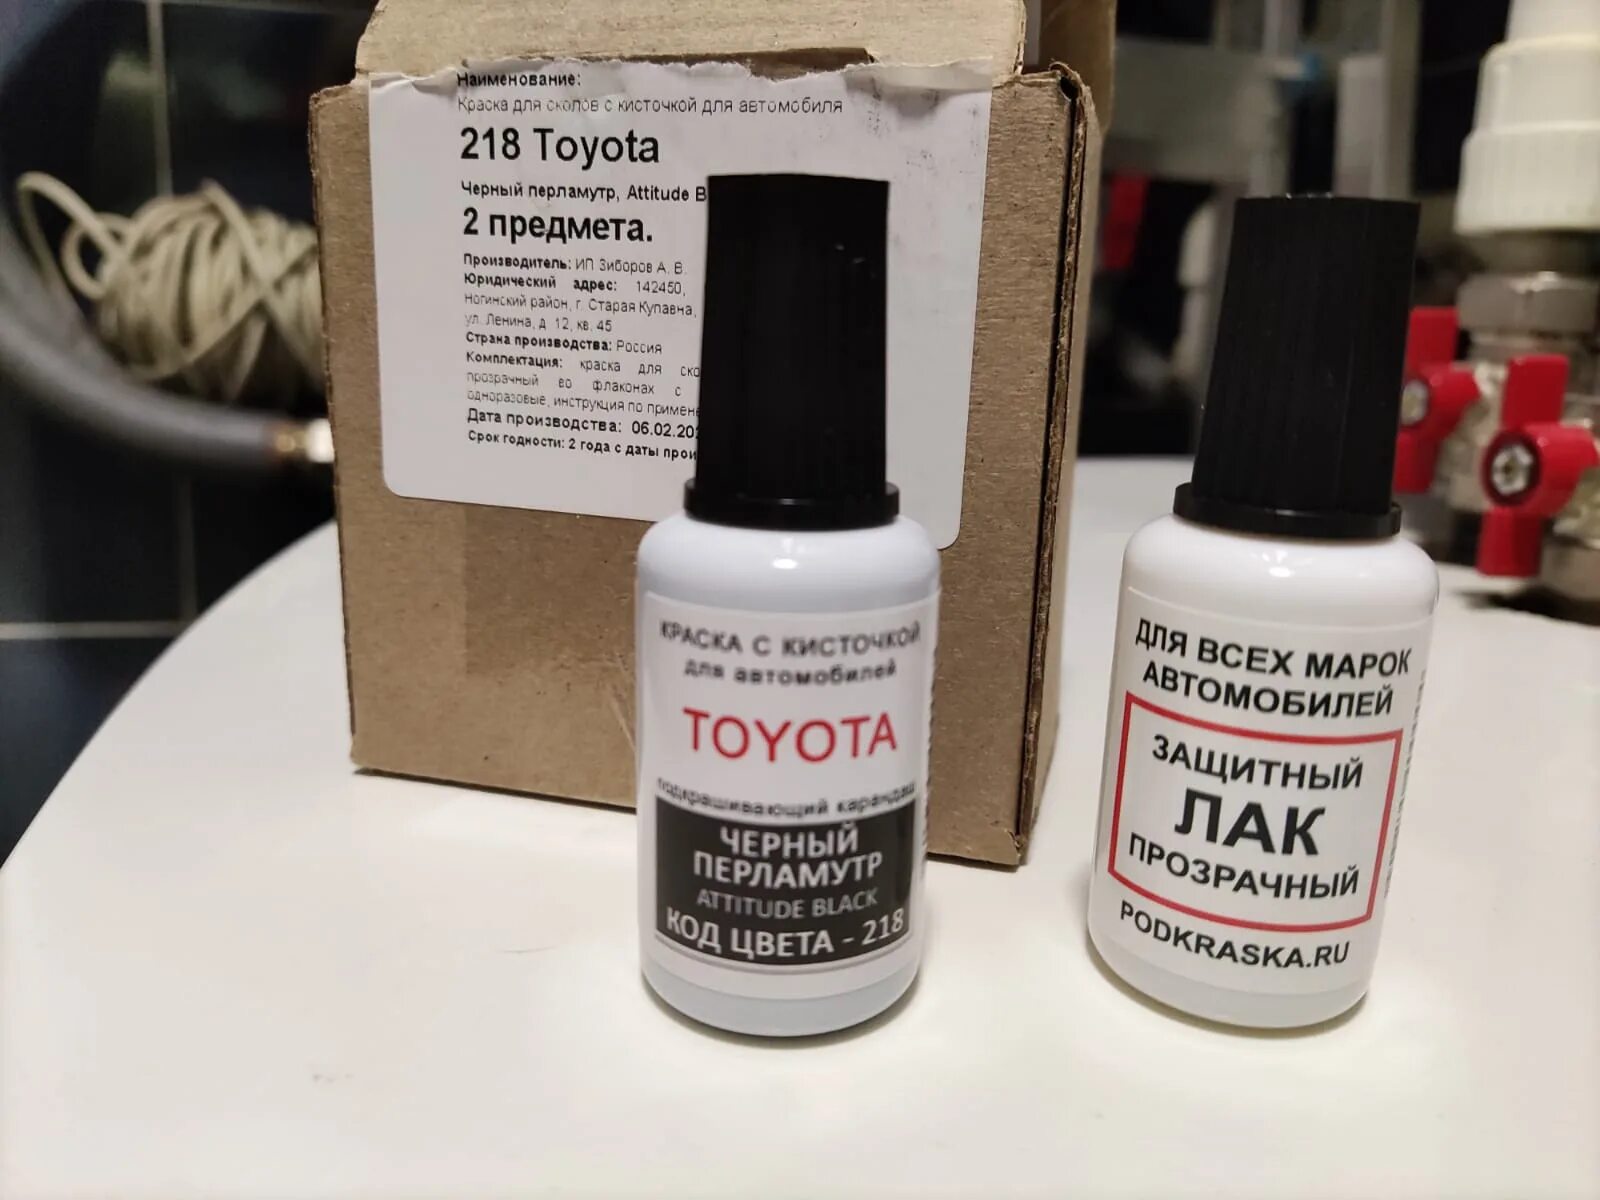 Наименование:
Краска для сколов с кисточкой для автомобиля
218 Toyota
Черный перламутр, Attitude B
2 предмета.
Производитель: ИП Зиборов А. В.
Юридический адрес: 142450,
Ногинский район, г. Старая Купавна,
ул. Ленина, д. 12, кв. 45
Страна производства: Россия
Комплектация: краска для ско
прозрачный во флаконах с
одноразовые, инструкция по примене
Дата производства: 06.02.20
Срок годности: 2 года с даты прои
КРАСКА С КИСТОЧКОЙ
для автомобилей
TOYOTA
подкрашивающий карандаш
ЧЕРНЫЙ
ПЕРЛАМУТР
ATTITUDE BLACK
КОД ЦВЕТА - 218
ДЛЯ ВСЕХ МАРОК
АВТОМОБИЛЕЙ
ЗАЩИТНЫЙ
ЛАК
ПРОЗРАЧНЫЙ
PODKRASKA.RU